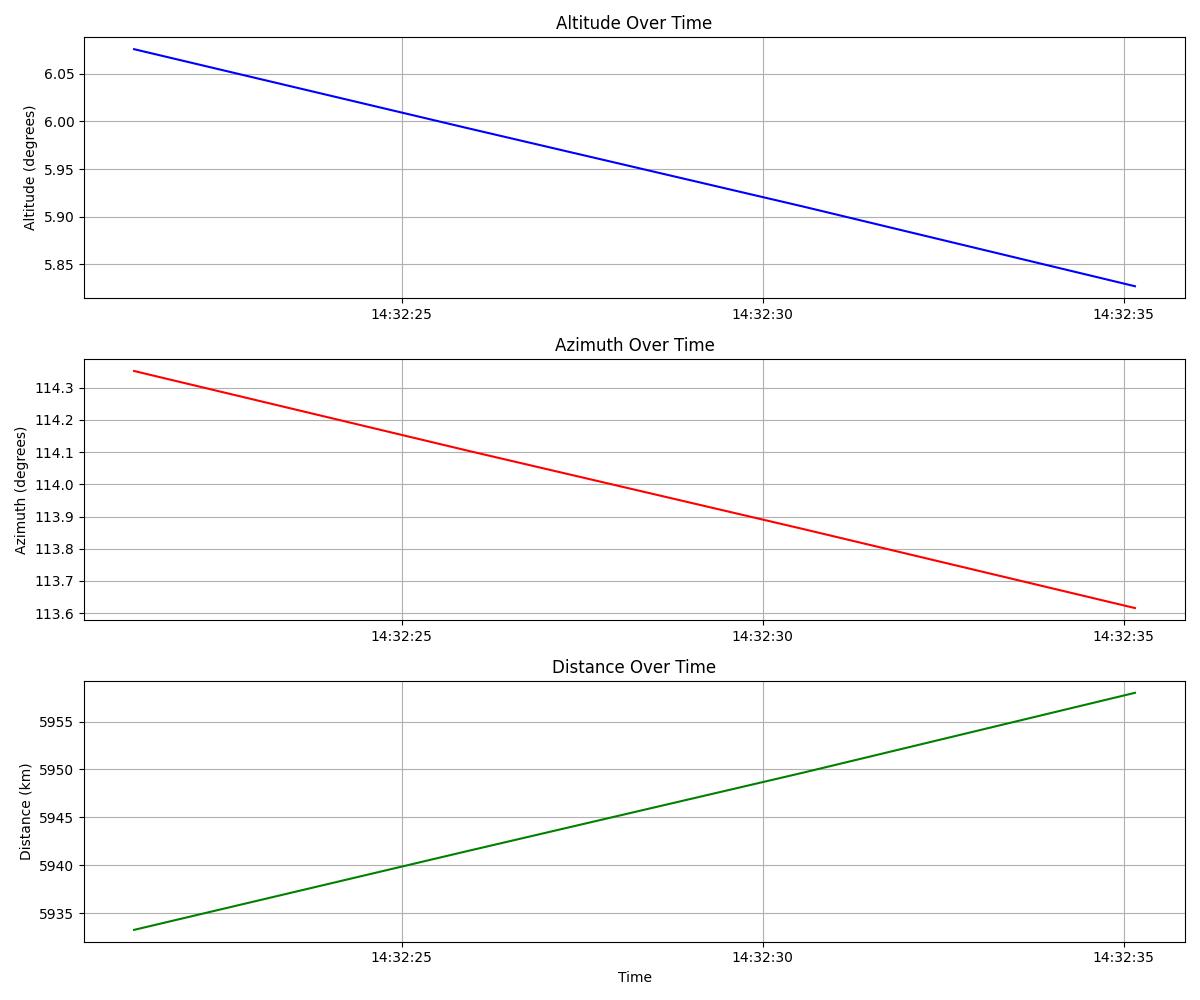 Altitude Over Time
Altitude (degrees)
6.05
6.00
5.95
5.90
5.85
14:32:25 14:32:30 14:32:35
Azimuth Over Time
Azimuth (degrees)
114.3
114.2
114.1
114.0
113.9
113.8
113.7
113.6
14:32:25 14:32:30 14:32:35
Distance Over Time
Distance (km)
5955
5950
5945
5940
5935
14:32:25 14:32:30 14:32:35
Time